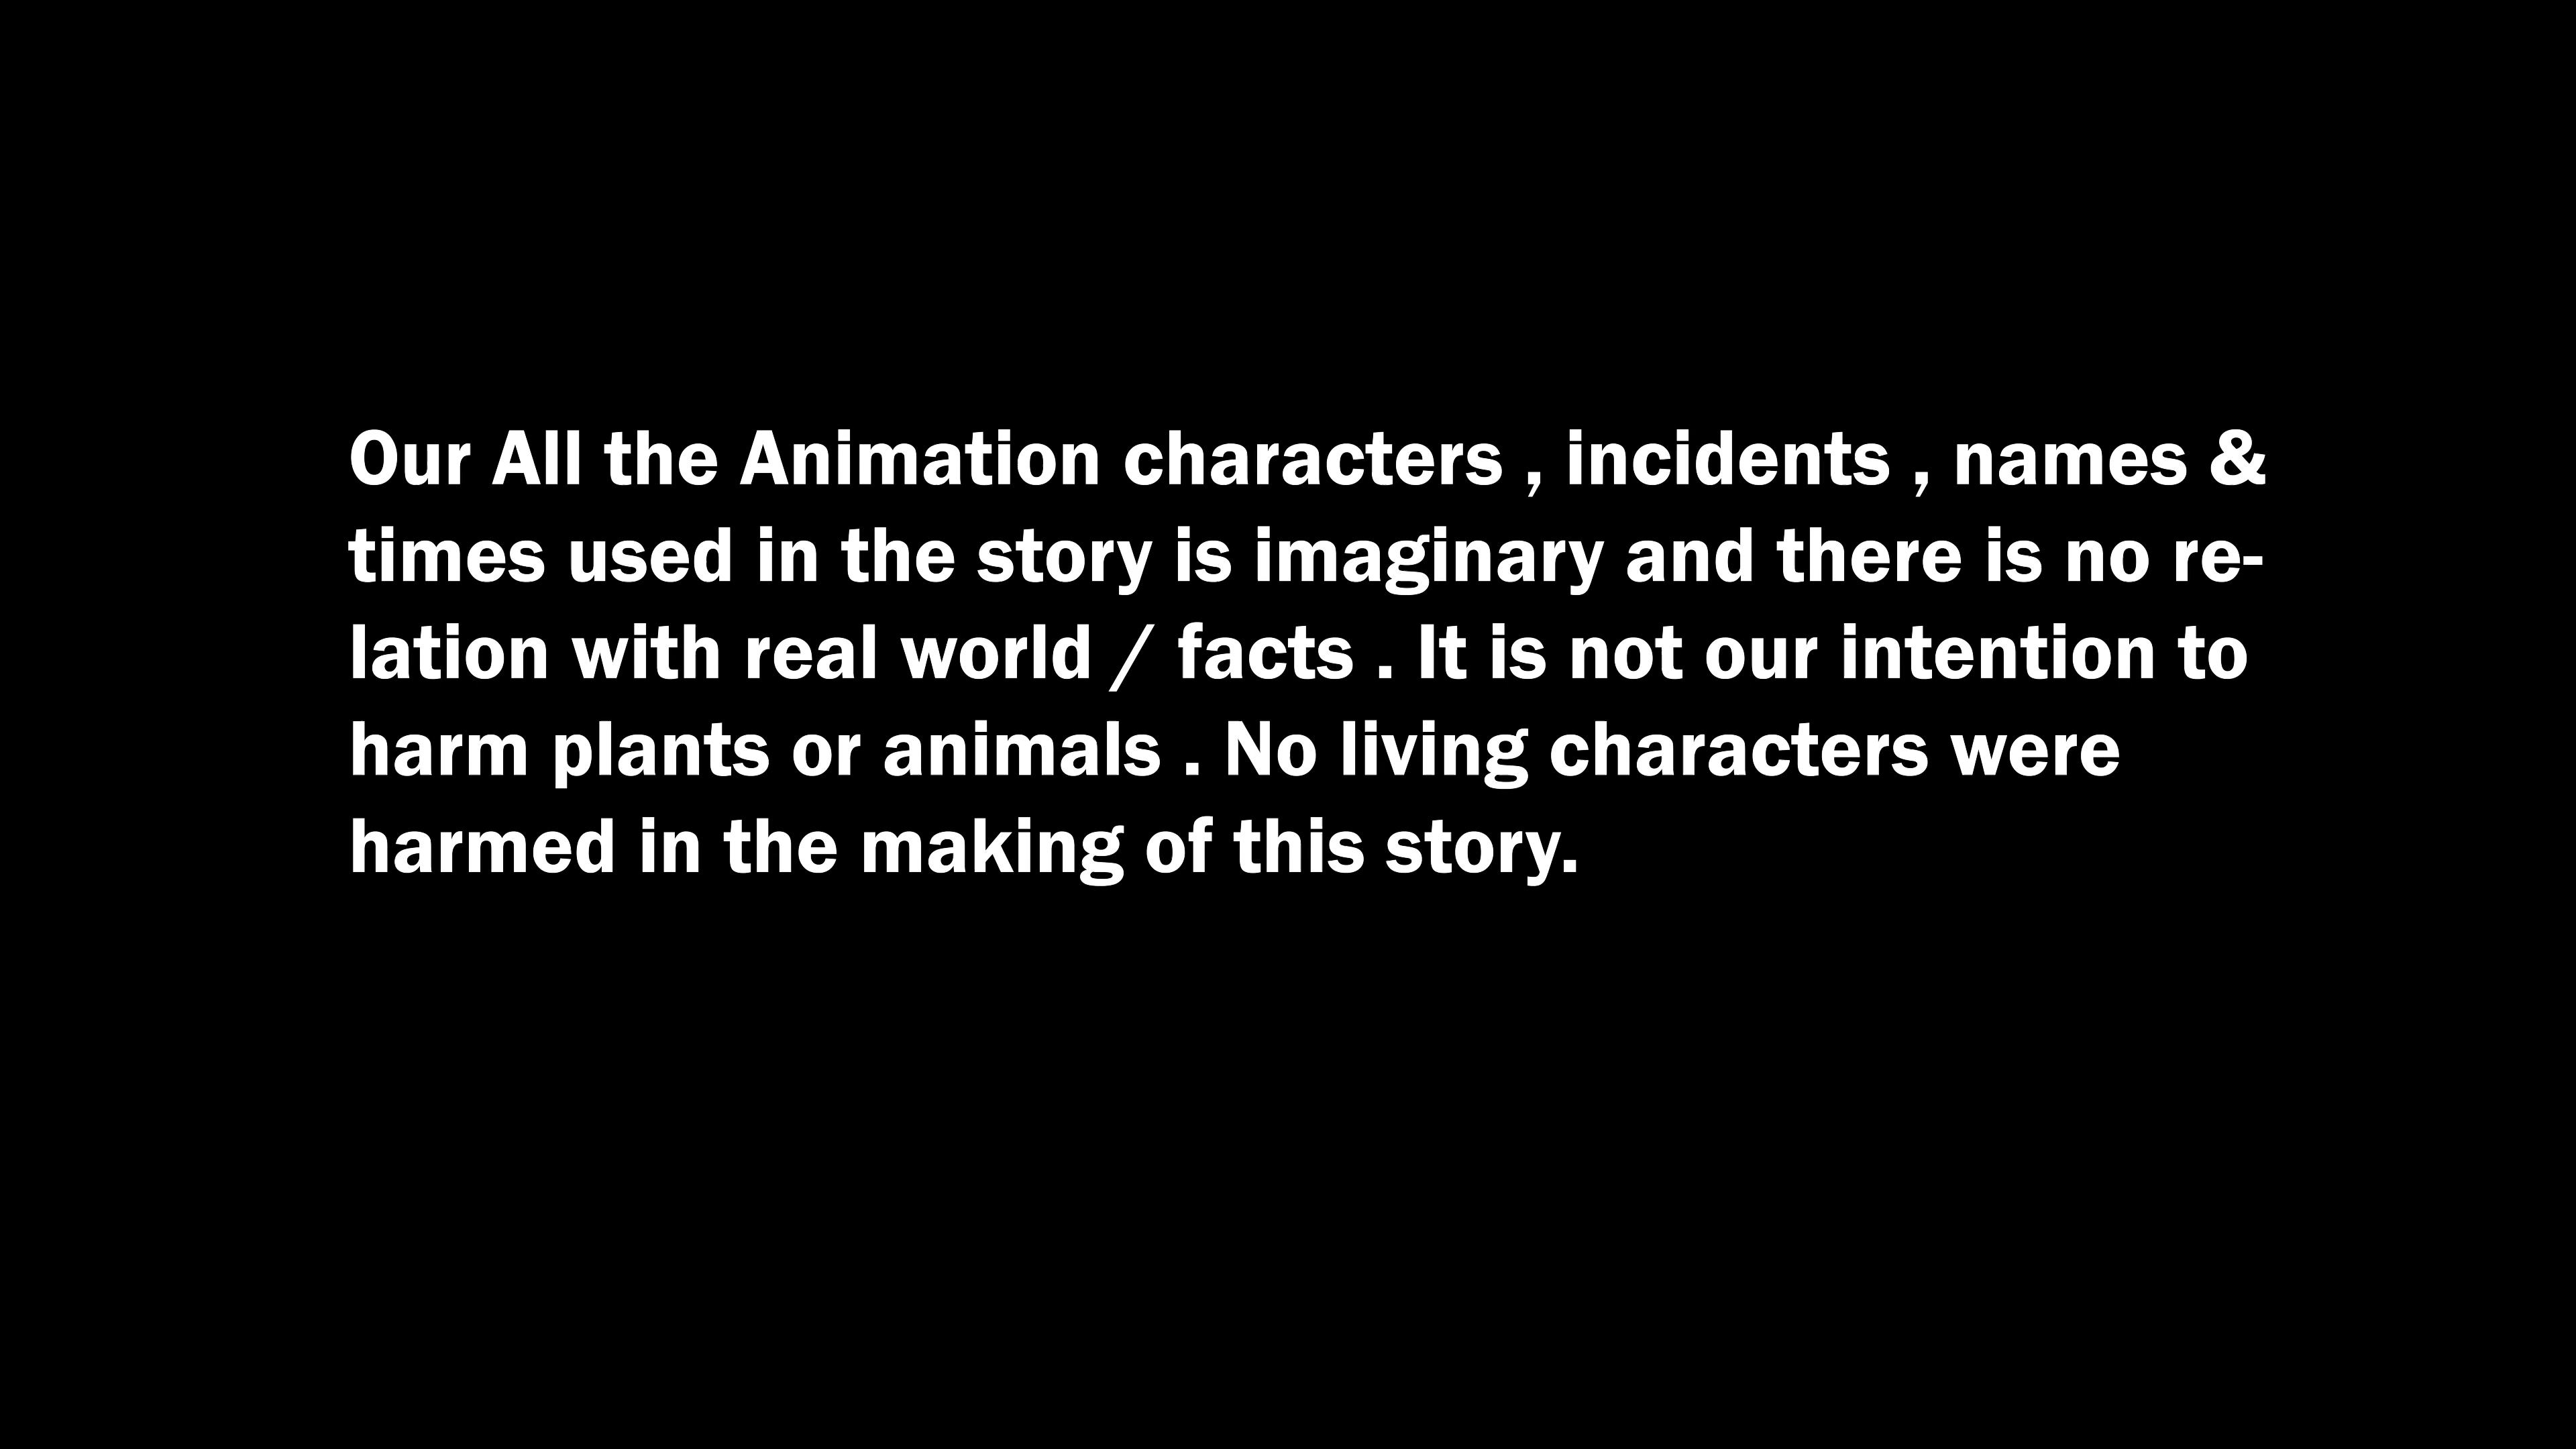 Our All the Animation characters , incidents , names &
times used in the story is imaginary and there is no re-
lation with real world / facts . It is not our intention to
harm plants or animals . No living characters were
harmed in the making of this story.